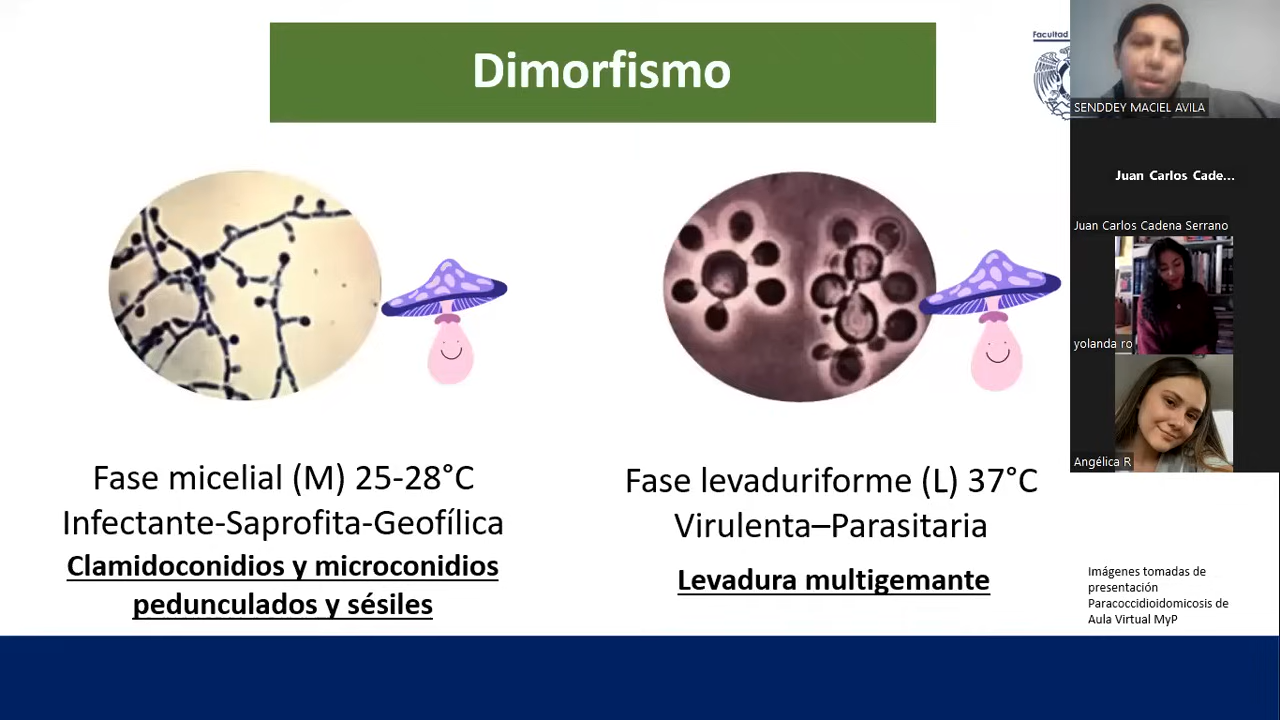 Dimorfismo
Facultad
SENDDEY MACIEL AVILA
Juan Carlos Cade...
Juan Carlos Cadena Serrano
yolanda ro
Angélica R
Fase micelial (M) 25-28°C
Infectante-Saprofita-Geofílica
Clamidoconidios y microconidios
pedunculados y sésiles
Fase levaduriforme (L) 37°C
Virulenta–Parasitaria
Levadura multigemante
Imágenes tomadas de
presentación
Paracoccidioidomicosis de
Aula Virtual MyP